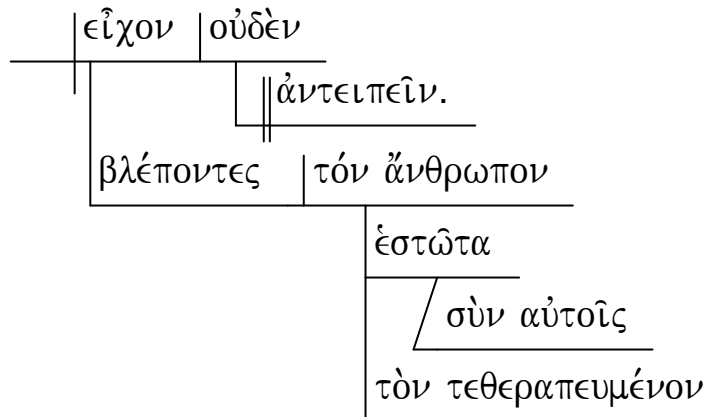 εἶχον οὐδὲν
ἀντειπεῖν.
βλέποντες τόν ἄνθρωπον
ἑστῶτα
σὺν αὐτοῖς
τὸν τεθεραπευμένον